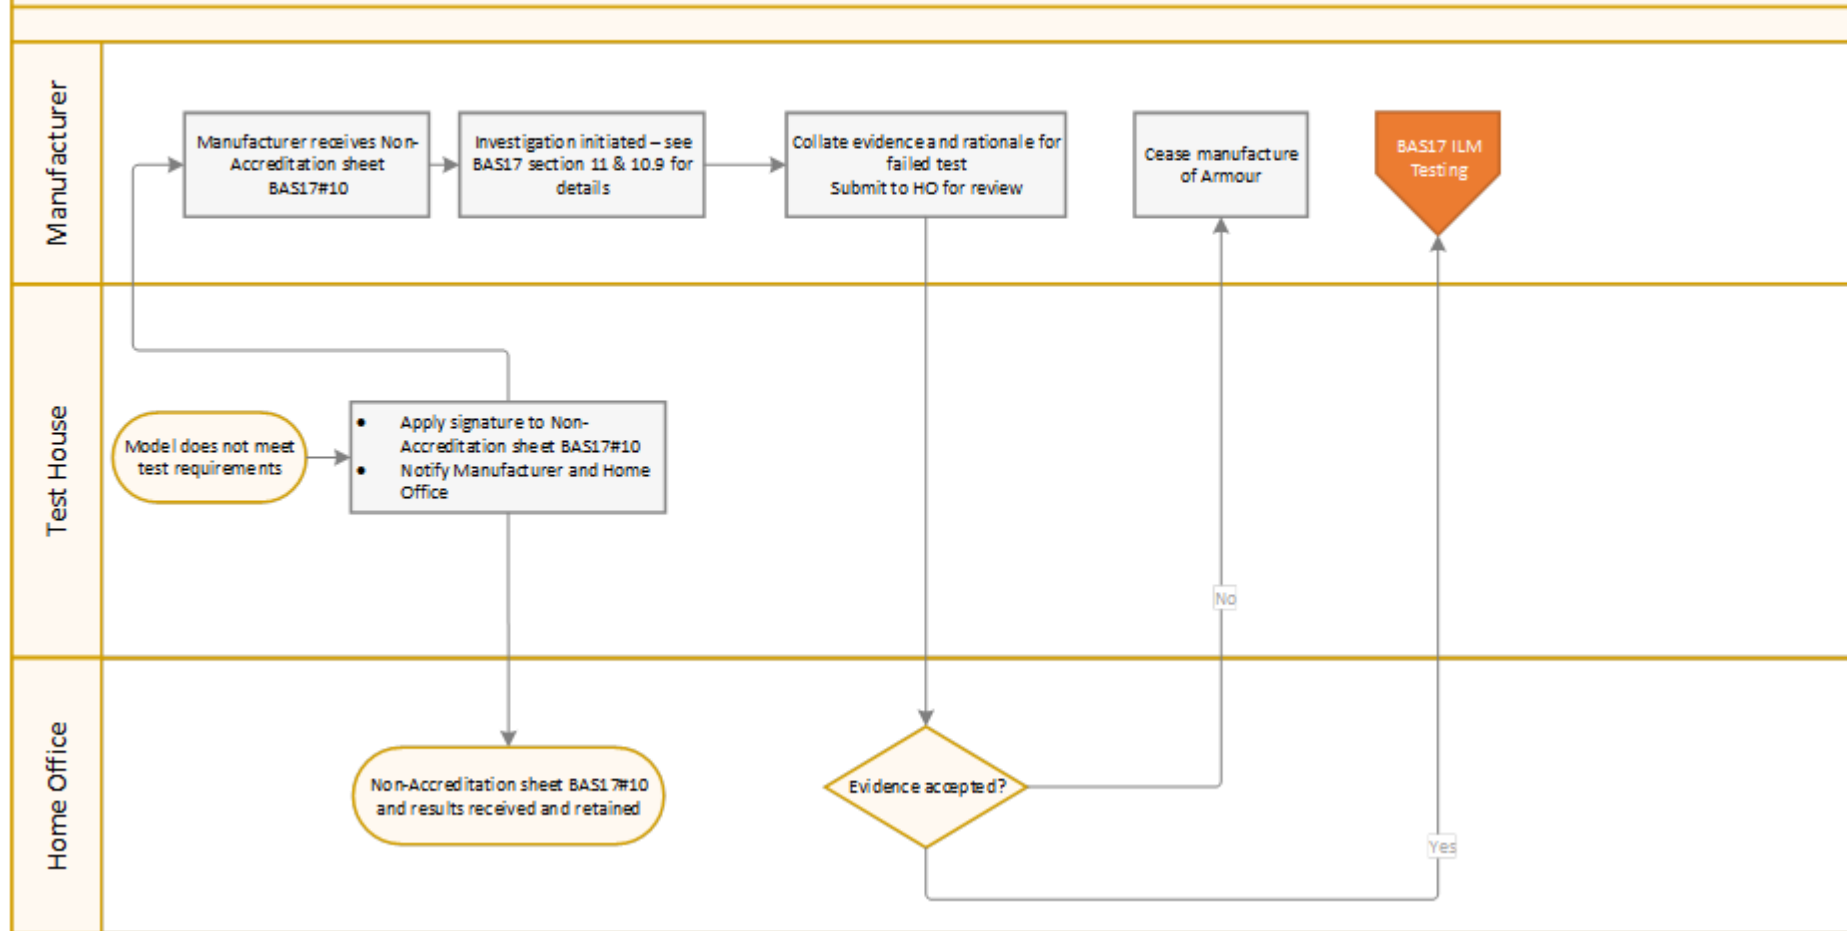 Manufacturer
Manufacturer receives Non-
Accreditation sheet
BAS17#10
Investigation initiated – see
BAS17 section 11 & 10.9 for
details
Collate evidence and rationale for
failed test
Submit to HO for review
Cease manufacture
of Armour
BAS17 ILM
Testing
Test House
Model does not meet
test requirements
• Apply signature to Non-
Accreditation sheet BAS17#10
• Notify Manufacturer and Home
Office
No
Home Office
Non-Accreditation sheet BAS17#10
and results received and retained
Evidence accepted?
Yes